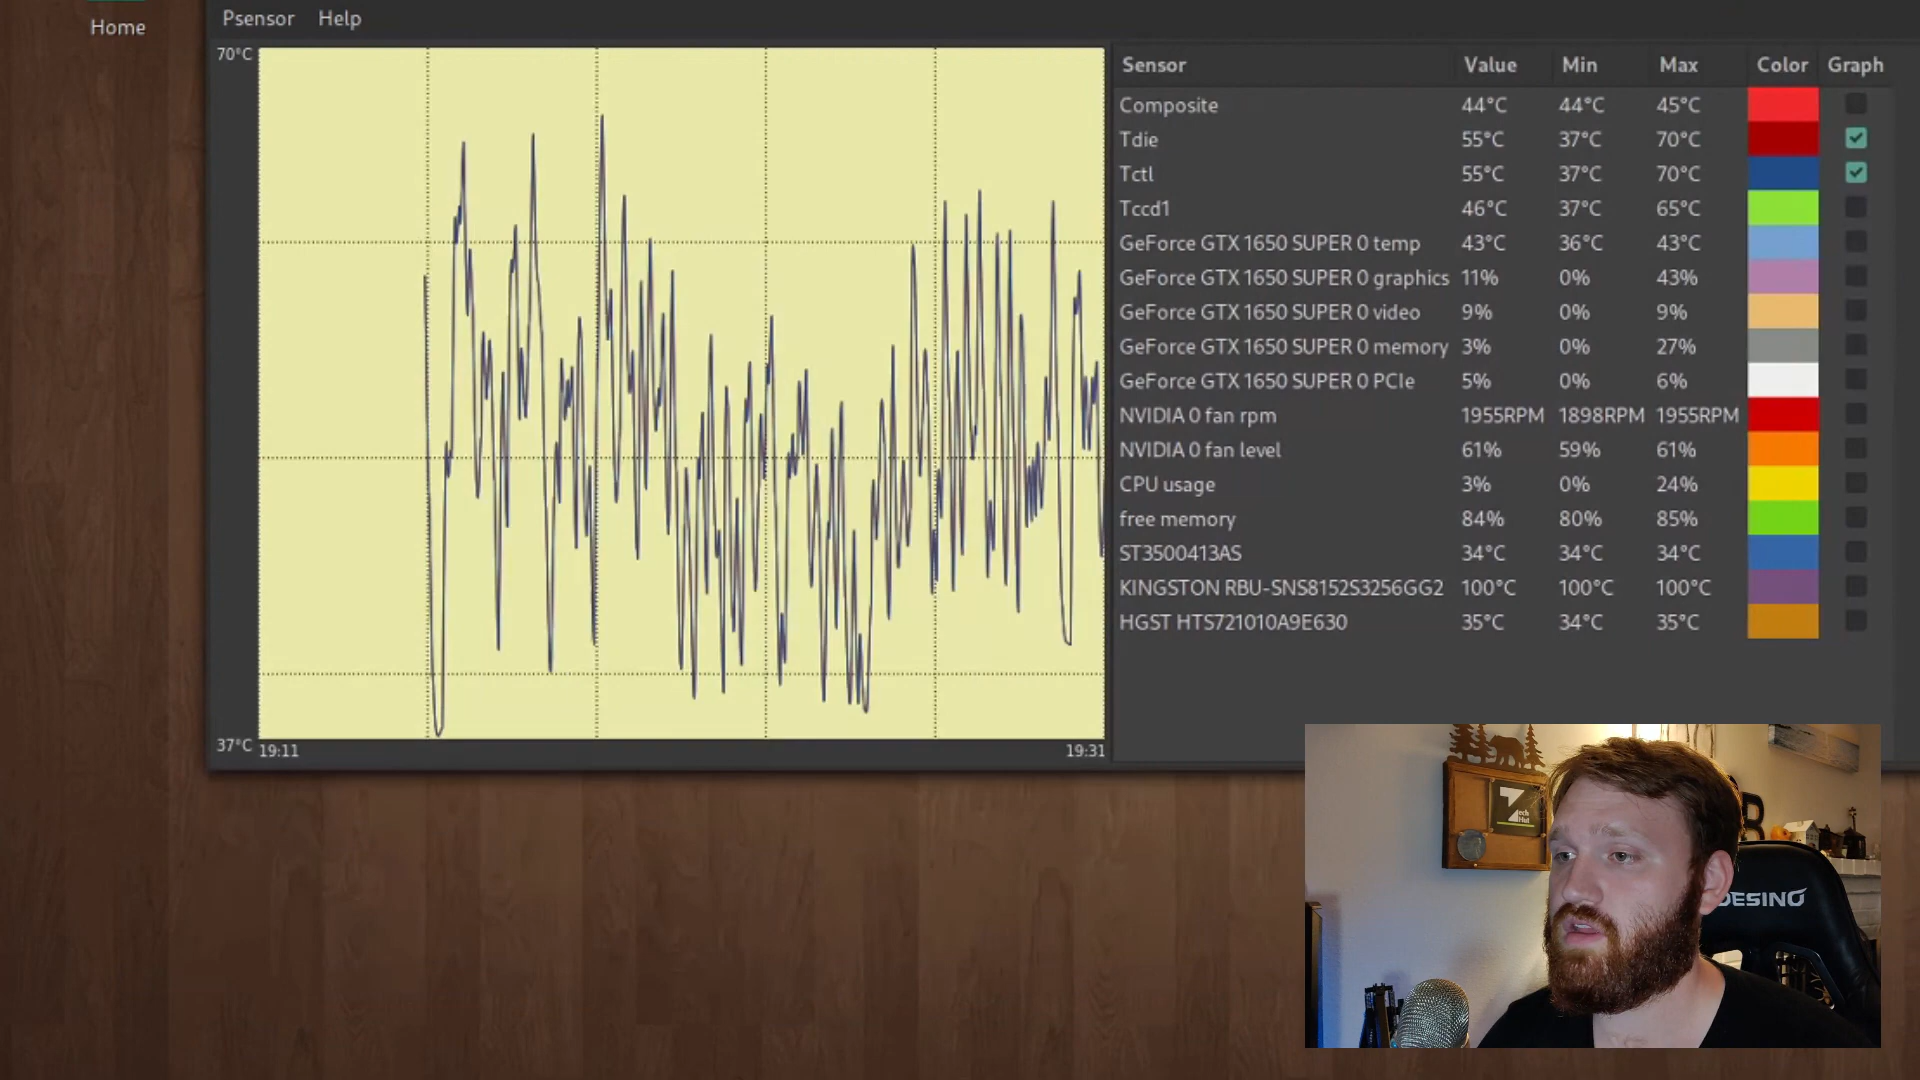 Home
Psensor Help
70°C
37°C
19:11
19:31
Sensor Value Min Max Color Graph
Composite 44°C 44°C 45°C
Tdie 55°C 37°C 70°C
Tctl 55°C 37°C 70°C
Tccd1 46°C 37°C 65°C
GeForce GTX 1650 SUPER 0 temp 43°C 36°C 43°C
GeForce GTX 1650 SUPER 0 graphics 11% 0% 43%
GeForce GTX 1650 SUPER 0 video 9% 0% 9%
GeForce GTX 1650 SUPER 0 memory 3% 0% 27%
GeForce GTX 1650 SUPER 0 PCIe 5% 0% 6%
NVIDIA 0 fan rpm 1955RPM 1898RPM 1955RPM
NVIDIA 0 fan level 61% 59% 61%
CPU usage 3% 0% 24%
free memory 84% 80% 85%
ST3500413AS 34°C 34°C 34°C
KINGSTON RBU-SNS8152S3256GG2 100°C 100°C 100°C
HGST HTS721010A9E630 35°C 34°C 35°C
Tech
Hut
B
DESINO